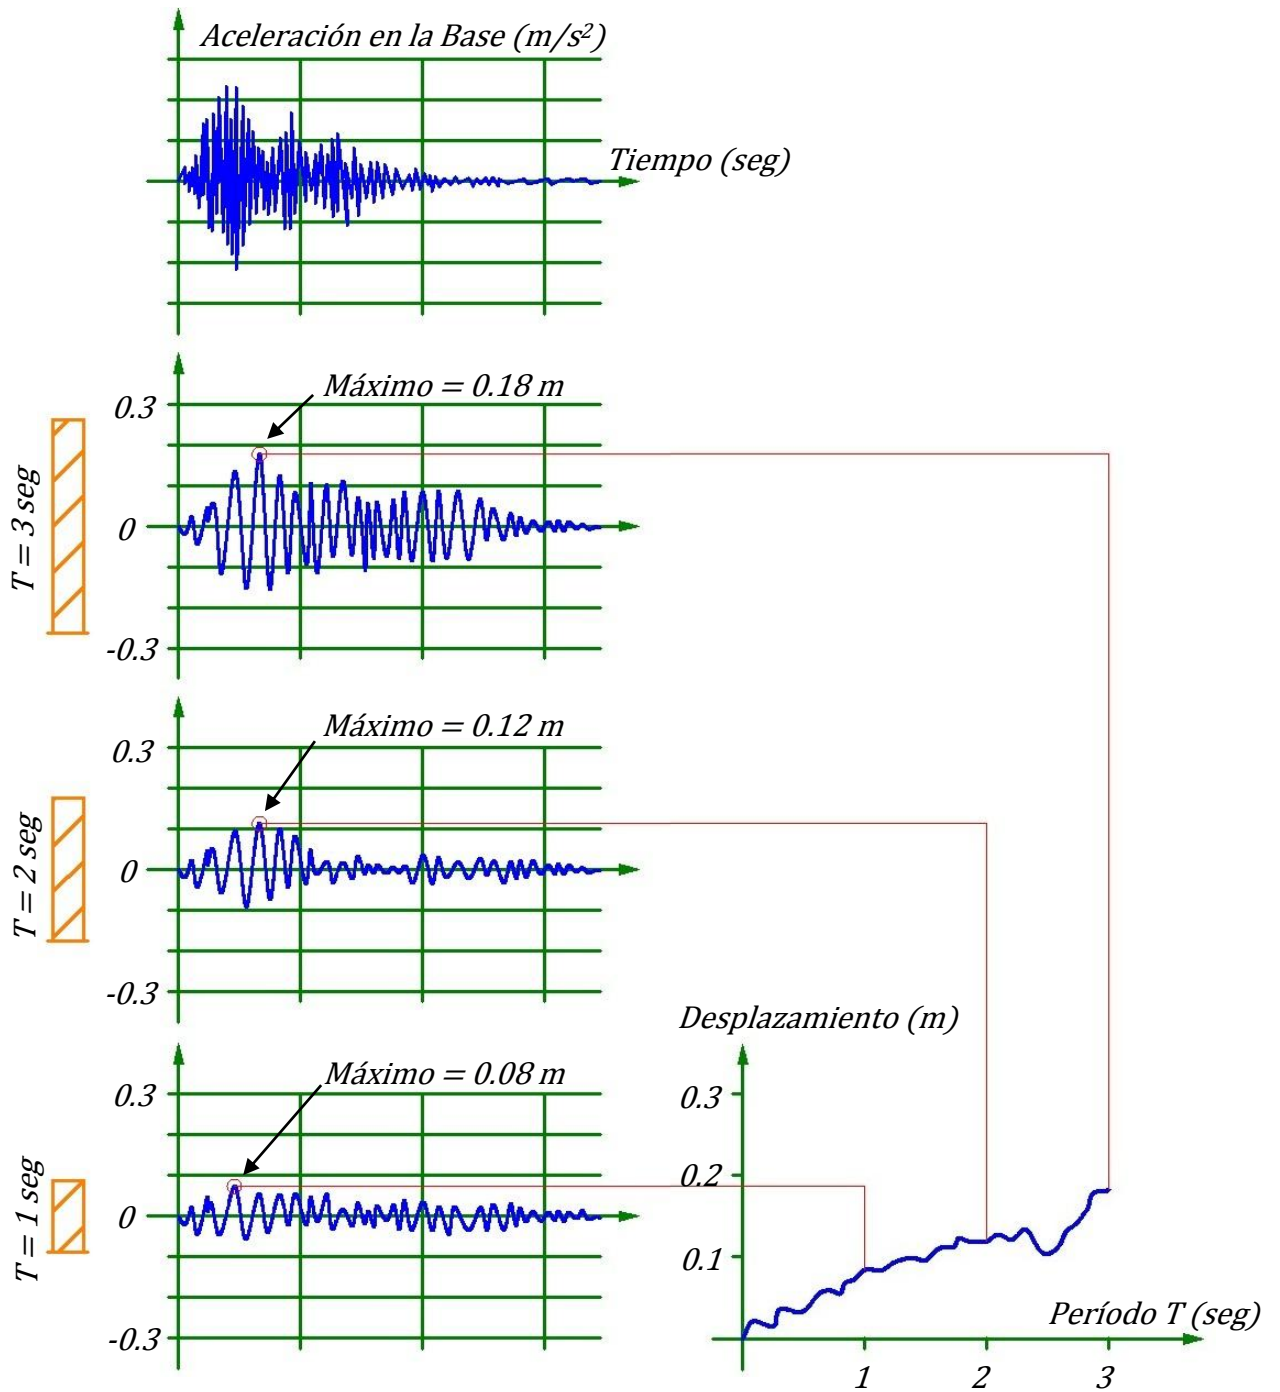 Aceleración en la Base (m/s²)
Tiempo (seg)
Máximo = 0.18 m
0.3
0
-0.3
T = 3 seg
Máximo = 0.12 m
0.3
0
-0.3
T = 2 seg
Máximo = 0.08 m
0.3
0
-0.3
T = 1 seg
Desplazamiento (m)
0.3
0.2
0.1
Período T (seg)
1
2
3